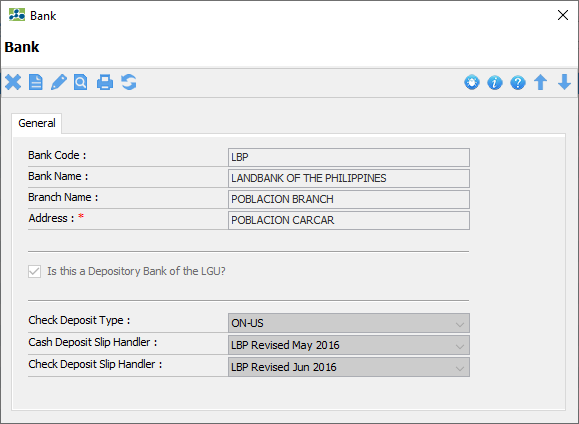 Bank
Bank
General
Bank Code : LBP
Bank Name : LANDBANK OF THE PHILIPPINES
Branch Name : POBLACION BRANCH
Address : * POBLACION CARCAR
Is this a Depository Bank of the LGU?
Check Deposit Type : ON-US
Cash Deposit Slip Handler : LBP Revised May 2016
Check Deposit Slip Handler : LBP Revised Jun 2016